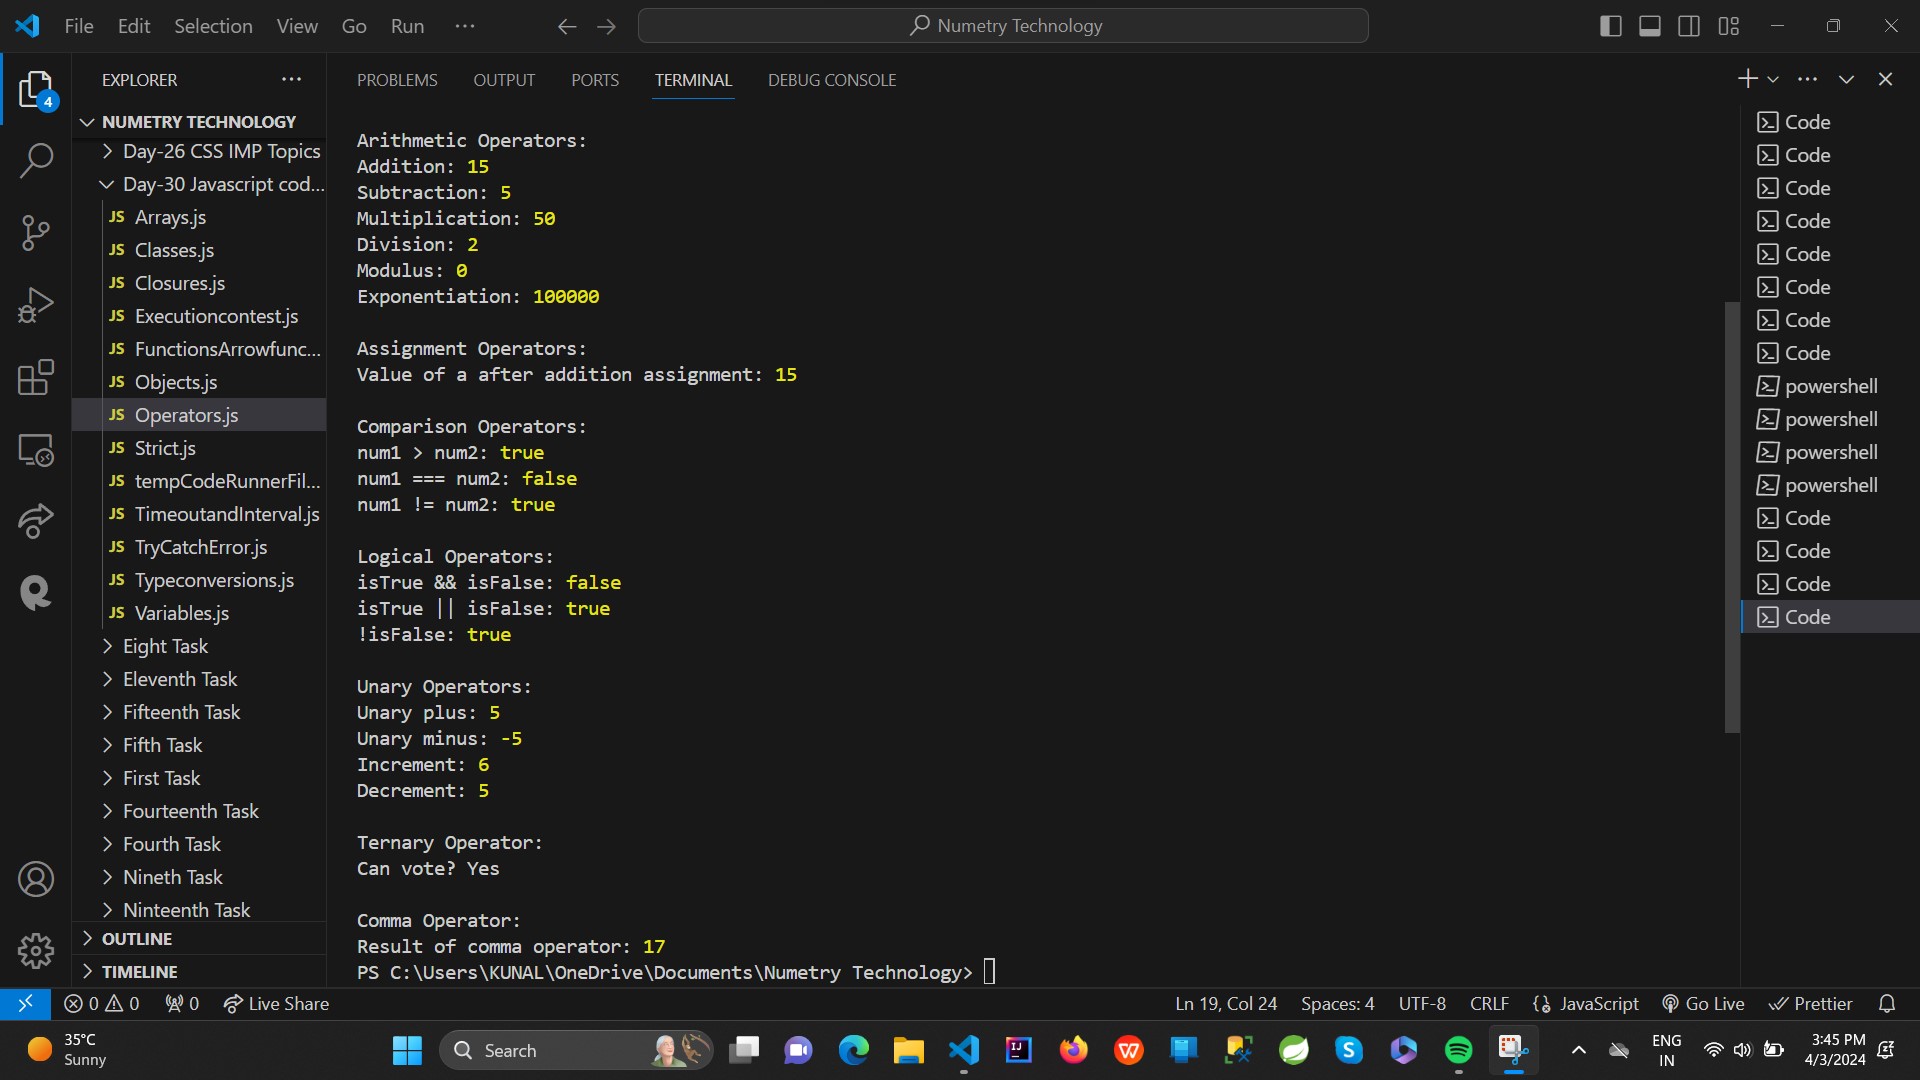 File Edit Selection View Go Run ···
Numetry Technology
EXPLORER ···
PROBLEMS OUTPUT PORTS TERMINAL DEBUG CONSOLE
4
NUMETRY TECHNOLOGY
Day-26 CSS IMP Topics
Day-30 Javascript cod...
JS Arrays.js
JS Classes.js
JS Closures.js
JS Executioncontest.js
JS FunctionsArrowfunc...
JS Objects.js
JS Operators.js
JS Strict.js
JS tempCodeRunnerFil...
JS TimeoutandInterval.js
JS TryCatchError.js
JS Typeconversions.js
JS Variables.js
Eight Task
Eleventh Task
Fifteenth Task
Fifth Task
First Task
Fourteenth Task
Fourth Task
Nineth Task
Ninteenth Task
OUTLINE
TIMELINE
Arithmetic Operators:
Addition: 15
Subtraction: 5
Multiplication: 50
Division: 2
Modulus: 0
Exponentiation: 100000
Assignment Operators:
Value of a after addition assignment: 15
Comparison Operators:
num1 > num2: true
num1 === num2: false
num1 != num2: true
Logical Operators:
isTrue && isFalse: false
isTrue || isFalse: true
!isFalse: true
Unary Operators:
Unary plus: 5
Unary minus: -5
Increment: 6
Decrement: 5
Ternary Operator:
Can vote? Yes
Comma Operator:
Result of comma operator: 17
PS C:\Users\KUNAL\OneDrive\Documents\Numetry Technology>
Code
Code
Code
Code
Code
Code
Code
Code
powershell
powershell
powershell
powershell
Code
Code
Code
Code
0 0 0 Live Share
Ln 19, Col 24 Spaces: 4 UTF-8 CRLF JavaScript Go Live Prettier
35°C
Sunny
Search
ENG
IN
3:45 PM
4/3/2024